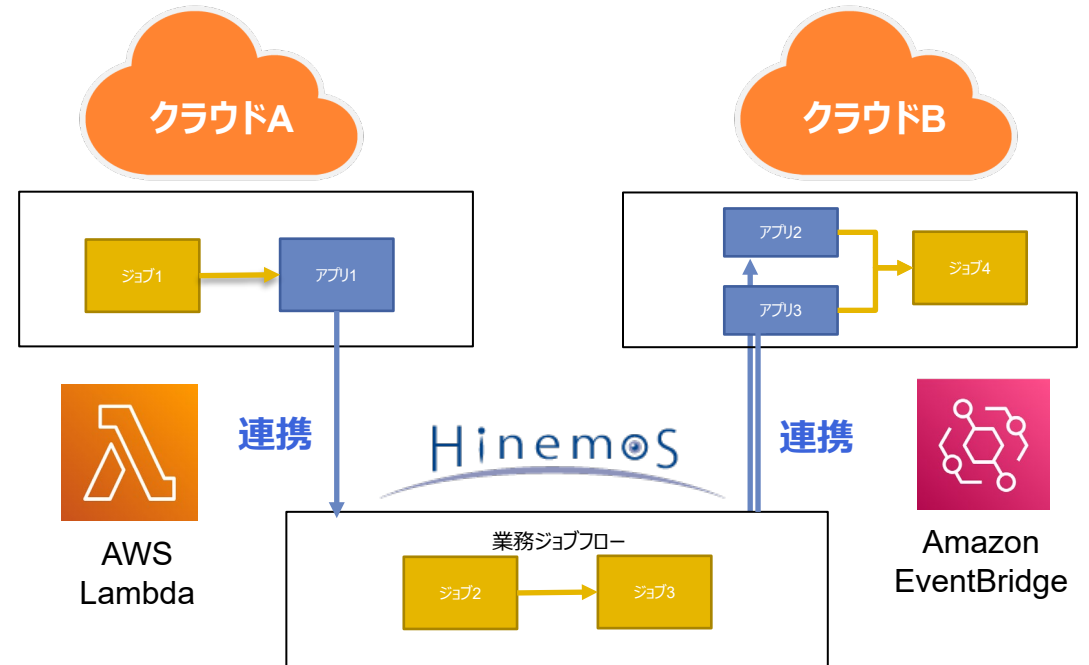 クラウドA
クラウドB
ジョブ1
アプリ1
アプリ2
アプリ3
ジョブ4
連携
Hinemos
連携
AWS
Lambda
Amazon
EventBridge
業務ジョブフロー
ジョブ2
ジョブ3